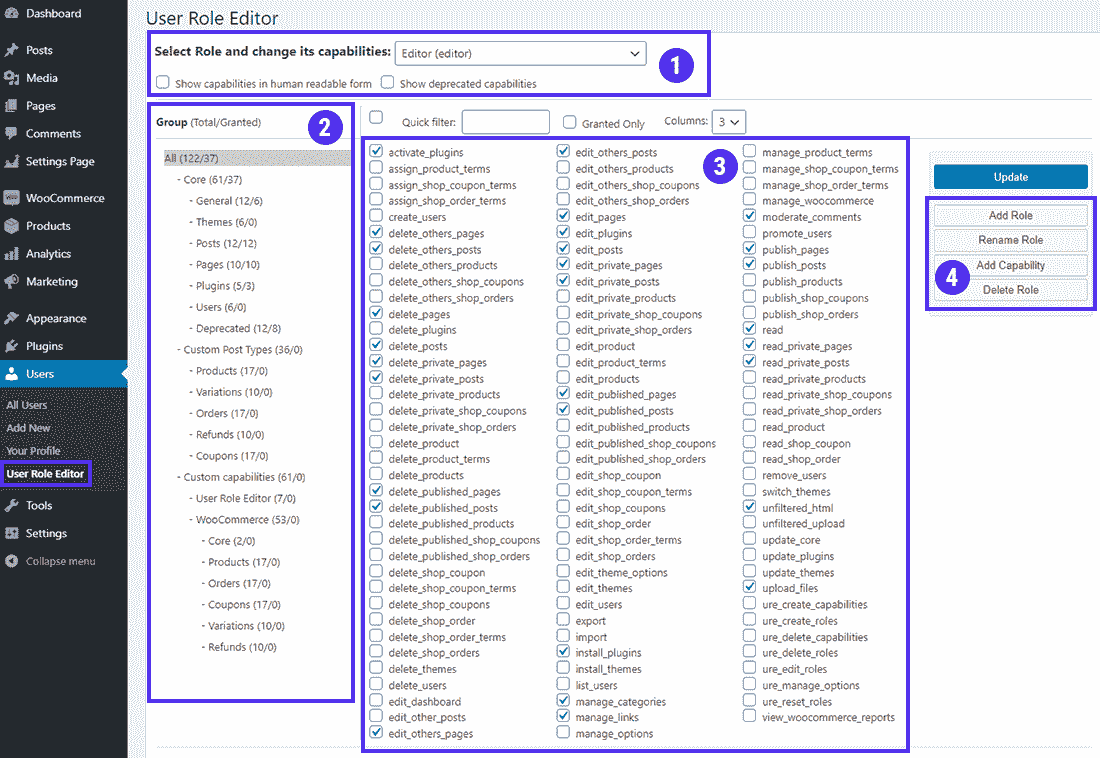 Dashboard
Posts
Media
Pages
Comments
Settings Page
WooCommerce
Products
Analytics
Marketing
Appearance
Plugins
Users
All Users
Add New
Your Profile
User Role Editor
Tools
Settings
Collapse menu
User Role Editor
Select Role and change its capabilities: Editor (editor)
1
Show capabilities in human readable form Show deprecated capabilities
Group (Total/Granted)
2
All (122/37)
- Core (61/37)
- General (12/6)
- Themes (6/0)
- Posts (12/12)
- Pages (10/10)
- Plugins (5/3)
- Users (6/0)
- Deprecated (12/8)
- Custom Post Types (36/0)
- Products (17/0)
- Variations (10/0)
- Orders (17/0)
- Refunds (10/0)
- Coupons (17/0)
- Custom capabilities (61/0)
- User Role Editor (7/0)
- WooCommerce (53/0)
- Core (2/0)
- Products (17/0)
- Orders (17/0)
- Coupons (17/0)
- Variations (10/0)
- Refunds (10/0)
Quick filter: Granted Only Columns: 3
3
activate_plugins
assign_product_terms
assign_shop_coupon_terms
assign_shop_order_terms
create_users
delete_others_pages
delete_others_posts
delete_others_products
delete_others_shop_coupons
delete_others_shop_orders
delete_pages
delete_plugins
delete_posts
delete_private_pages
delete_private_posts
delete_private_products
delete_private_shop_coupons
delete_private_shop_orders
delete_product
delete_product_terms
delete_products
delete_published_pages
delete_published_posts
delete_published_products
delete_published_shop_coupons
delete_published_shop_orders
delete_shop_coupon
delete_shop_coupon_terms
delete_shop_coupons
delete_shop_order
delete_shop_order_terms
delete_shop_orders
delete_themes
delete_users
edit_dashboard
edit_other_posts
edit_others_pages
edit_others_posts
edit_others_products
edit_others_shop_coupons
edit_others_shop_orders
edit_pages
edit_plugins
edit_posts
edit_private_pages
edit_private_posts
edit_private_products
edit_private_shop_coupons
edit_private_shop_orders
edit_product
edit_product_terms
edit_products
edit_published_pages
edit_published_posts
edit_published_products
edit_published_shop_coupons
edit_published_shop_orders
edit_shop_coupon
edit_shop_coupon_terms
edit_shop_coupons
edit_shop_order
edit_shop_order_terms
edit_shop_orders
edit_theme_options
edit_themes
edit_users
export
import
install_plugins
install_themes
list_users
manage_categories
manage_links
manage_options
manage_product_terms
manage_shop_coupon_terms
manage_shop_order_terms
manage_woocommerce
moderate_comments
promote_users
publish_pages
publish_posts
publish_products
publish_shop_coupons
publish_shop_orders
read
read_private_pages
read_private_posts
read_private_products
read_private_shop_coupons
read_private_shop_orders
read_product
read_shop_coupon
read_shop_order
remove_users
switch_themes
unfiltered_html
unfiltered_upload
update_core
update_plugins
update_themes
upload_files
ure_create_capabilities
ure_create_roles
ure_delete_capabilities
ure_delete_roles
ure_edit_roles
ure_manage_options
ure_reset_roles
view_woocommerce_reports
Update
Add Role
Rename Role
Add Capability
4
Delete Role